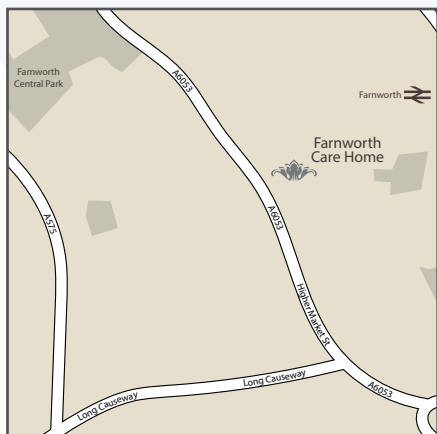 Farnworth
Central Park
A6053
Farnworth
Farnworth
Care Home
A575
A6053
Higher Market St
Long Causeway
Long Causeway
A6053